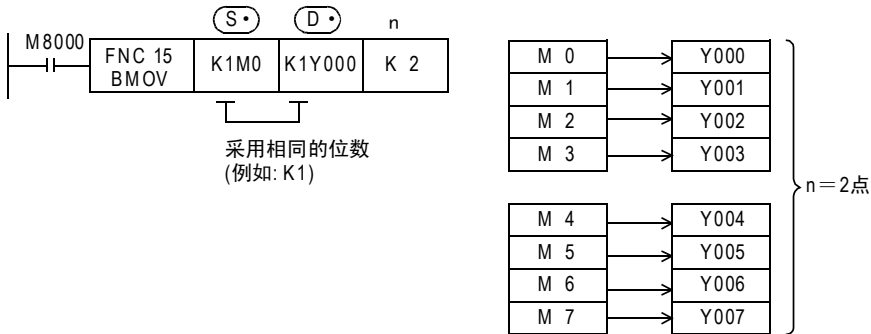 S• D• n
M8000
FNC 15 BMOV K1M0 K1Y000 K 2
采用相同的位数
(例如: K1)
M 0 Y000
M 1 Y001
M 2 Y002
M 3 Y003
n=2点
M 4 Y004
M 5 Y005
M 6 Y006
M 7 Y007